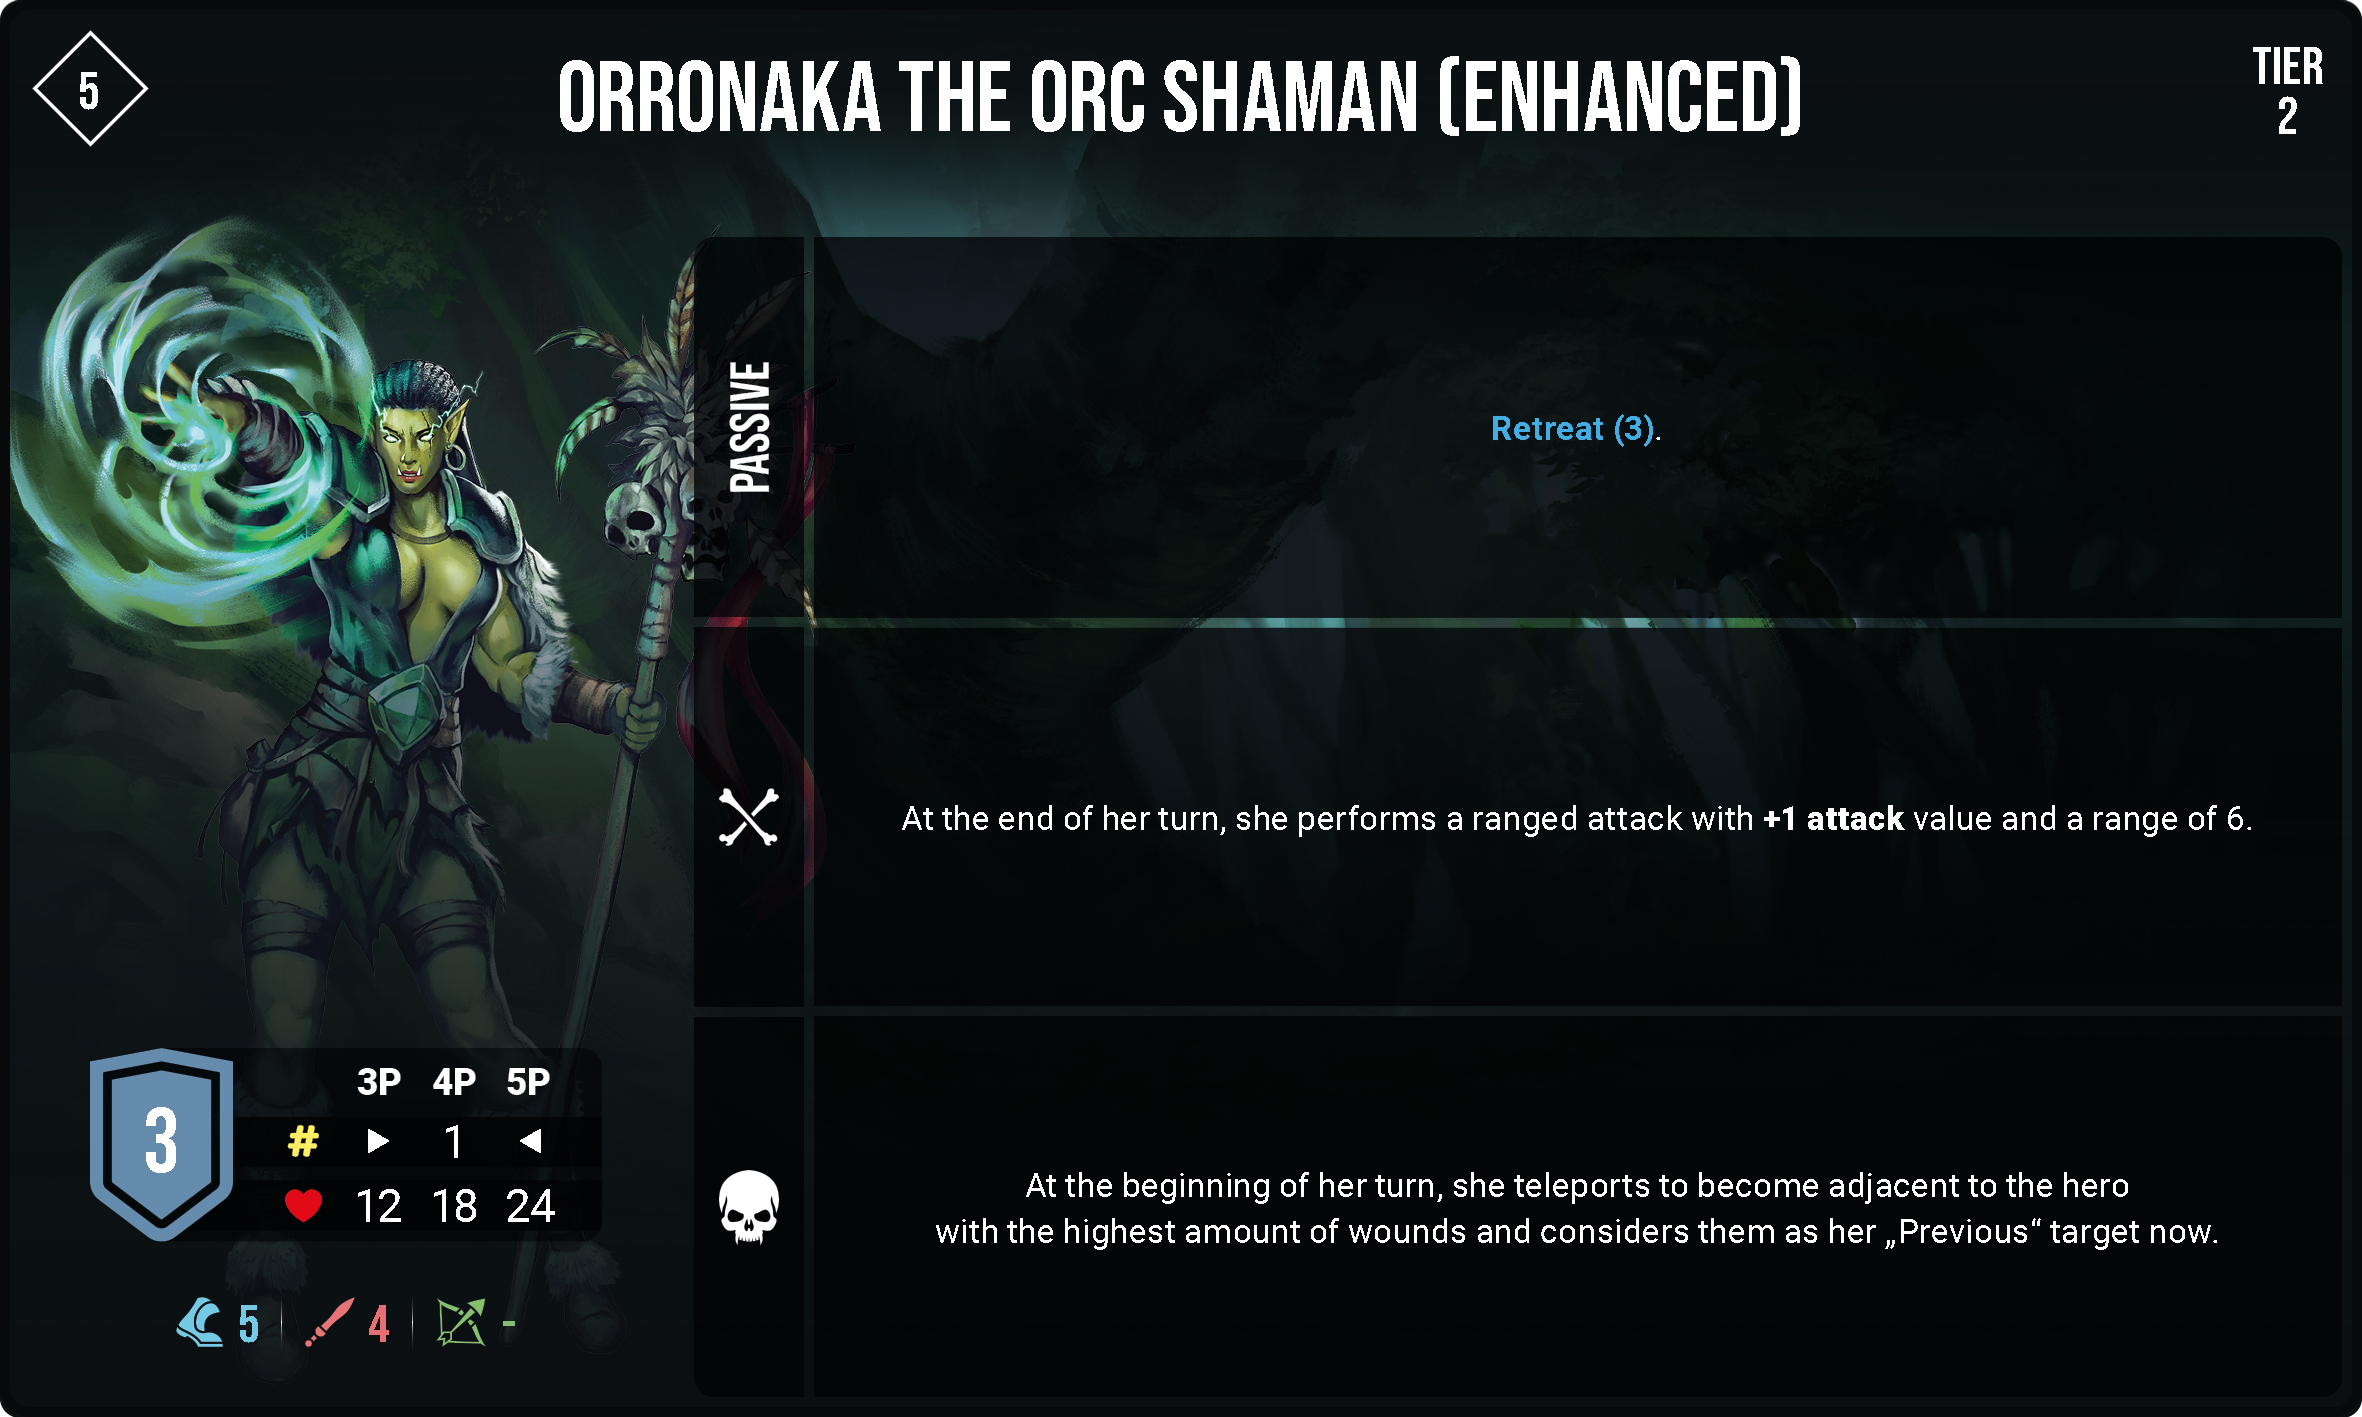 5
ORRONAKA THE ORC SHAMAN (ENHANCED)
TIER
2
PASSIVE
Retreat (3).
At the end of her turn, she performs a ranged attack with +1 attack value and a range of 6.
At the beginning of her turn, she teleports to become adjacent to the hero
with the highest amount of wounds and considers them as her „Previous“ target now.
3
3P 4P 5P
# ▶ 1 ◀
12 18 24
5 4 -